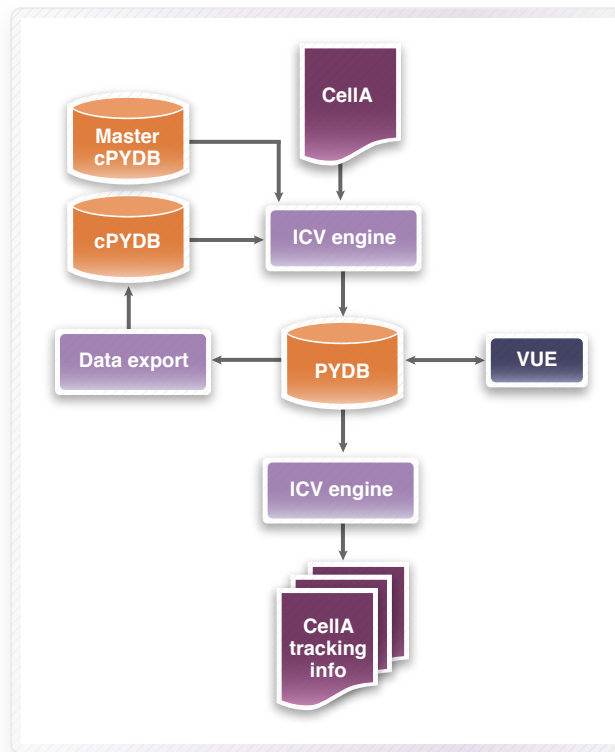 CellA
Master
cPYDB
cPYDB
ICV engine
Data export
PYDB
VUE
ICV engine
CellA
tracking
info